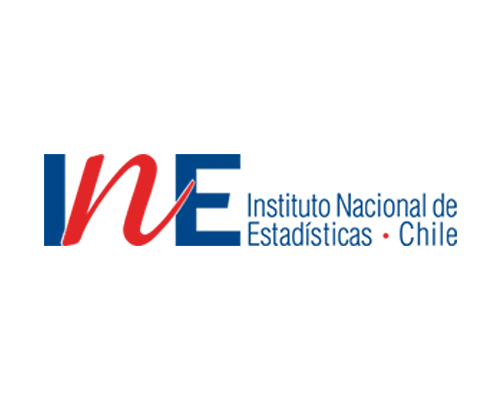 InE
Instituto Nacional de
Estadísticas • Chile